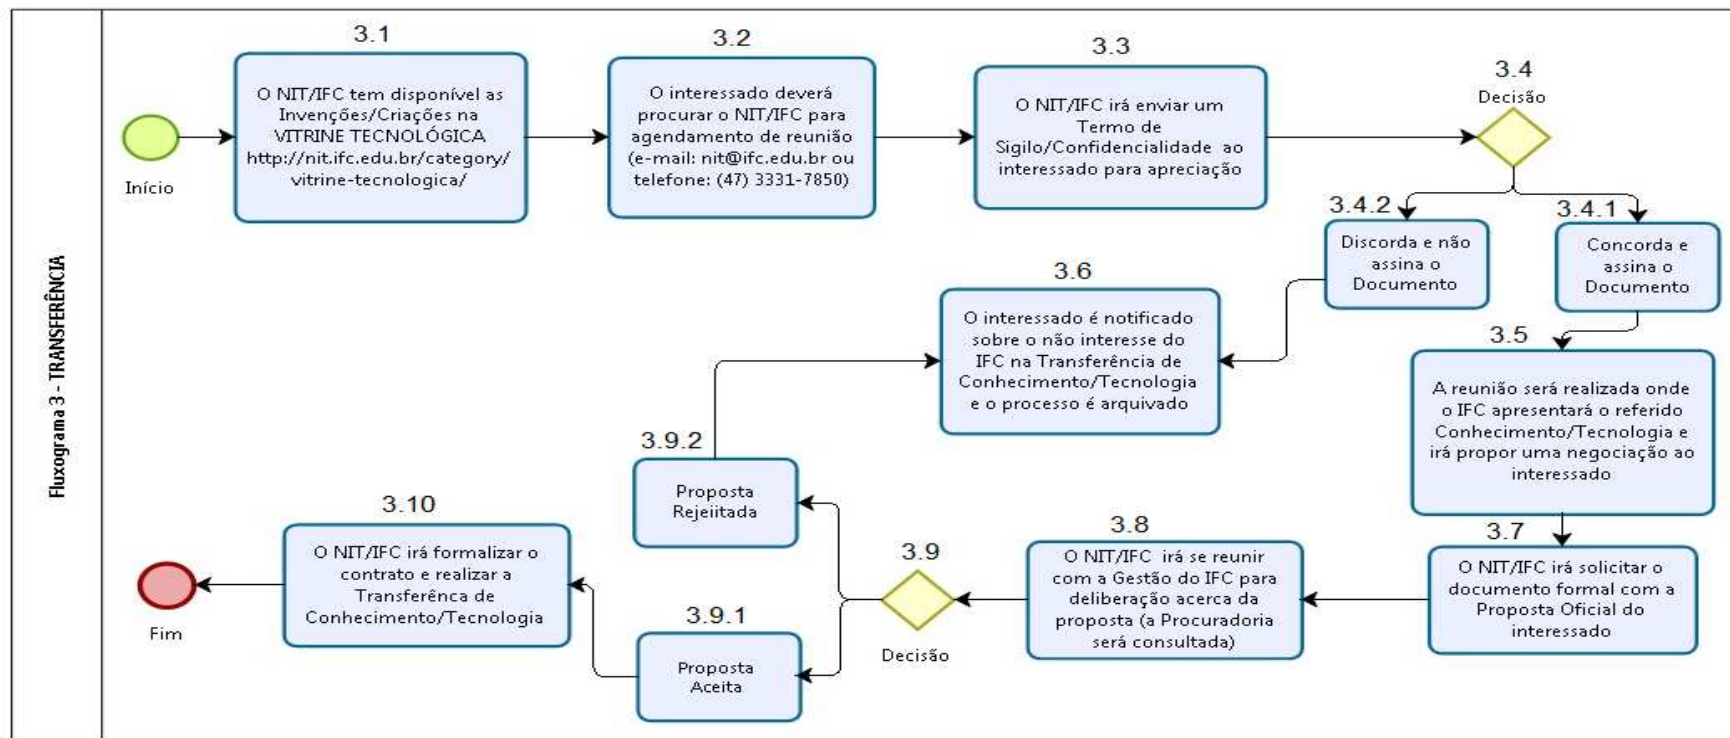 Fluxograma 3 - TRANSFERÊNCIA
Início
3.1
O NIT/IFC tem disponível as
Invenções/Criações na
VITRINE TECNOLÓGICA
http://nit.ifc.edu.br/category/
vitrine-tecnologica/
3.2
O interessado deverá
procurar o NIT/IFC para
agendamento de reunião
(e-mail: nit@ifc.edu.br ou
telefone: (47) 3331-7850)
3.3
O NIT/IFC irá enviar um
Termo de
Sigilo/Confidencialidade ao
interessado para apreciação
3.4
Decisão
3.4.2
Discorda e não
assina o
Documento
3.4.1
Concorda e
assina o
Documento
3.6
O interessado é notificado
sobre o não interesse do
IFC na Transferência de
Conhecimento/Tecnologia
e o processo é arquivado
3.5
A reunião será realizada onde
o IFC apresentará o referido
Conhecimento/Tecnologia e
irá propor uma negociação ao
interessado
3.7
O NIT/IFC irá solicitar o
documento formal com a
Proposta Oficial do
interessado
3.8
O NIT/IFC irá se reunir
com a Gestão do IFC para
deliberação acerca da
proposta (a Procuradoria
será consultada)
3.9
Decisão
3.9.2
Proposta
Rejeiitada
3.9.1
Proposta
Aceita
3.10
O NIT/IFC irá formalizar o
contrato e realizar a
Transferênca de
Conhecimento/Tecnologia
Fim